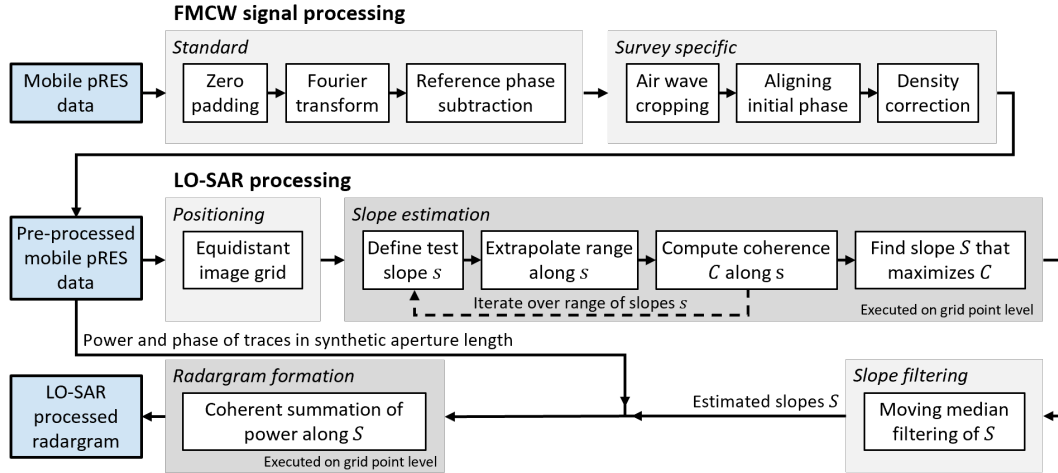 FMCW signal processing
Standard
Survey specific
Mobile pRES
data
Zero
padding
Fourier
transform
Reference phase
subtraction
Air wave
cropping
Aligning
initial phase
Density
correction
LO-SAR processing
Positioning
Slope estimation
Pre-processed
mobile pRES
data
Equidistant
image grid
Define test
slope s
Extrapolate range
along s
Compute coherence
C along s
Find slope S that
maximizes C
Iterate over range of slopes s
Executed on grid point level
Power and phase of traces in synthetic aperture length
Radargram formation
Slope filtering
LO-SAR
processed
radargram
Coherent summation of
power along S
Executed on grid point level
Estimated slopes S
Moving median
filtering of S